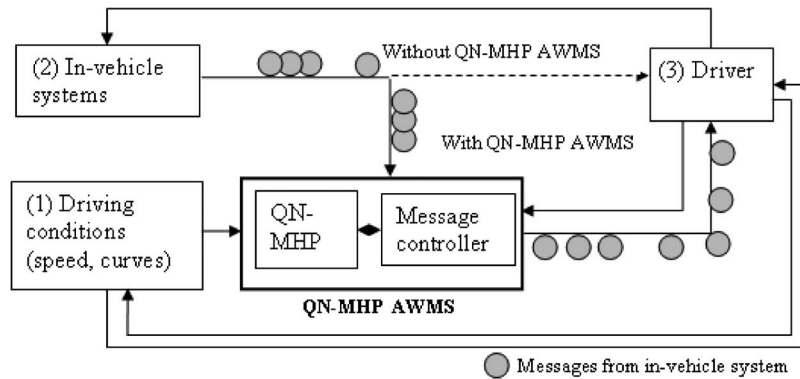 Without QN-MHP AWMS
(2) In-vehicle
systems
(3) Driver
With QN-MHP AWMS
(1) Driving
conditions
(speed, curves)
QN-
MHP
Message
controller
QN-MHP AWMS
Messages from in-vehicle system